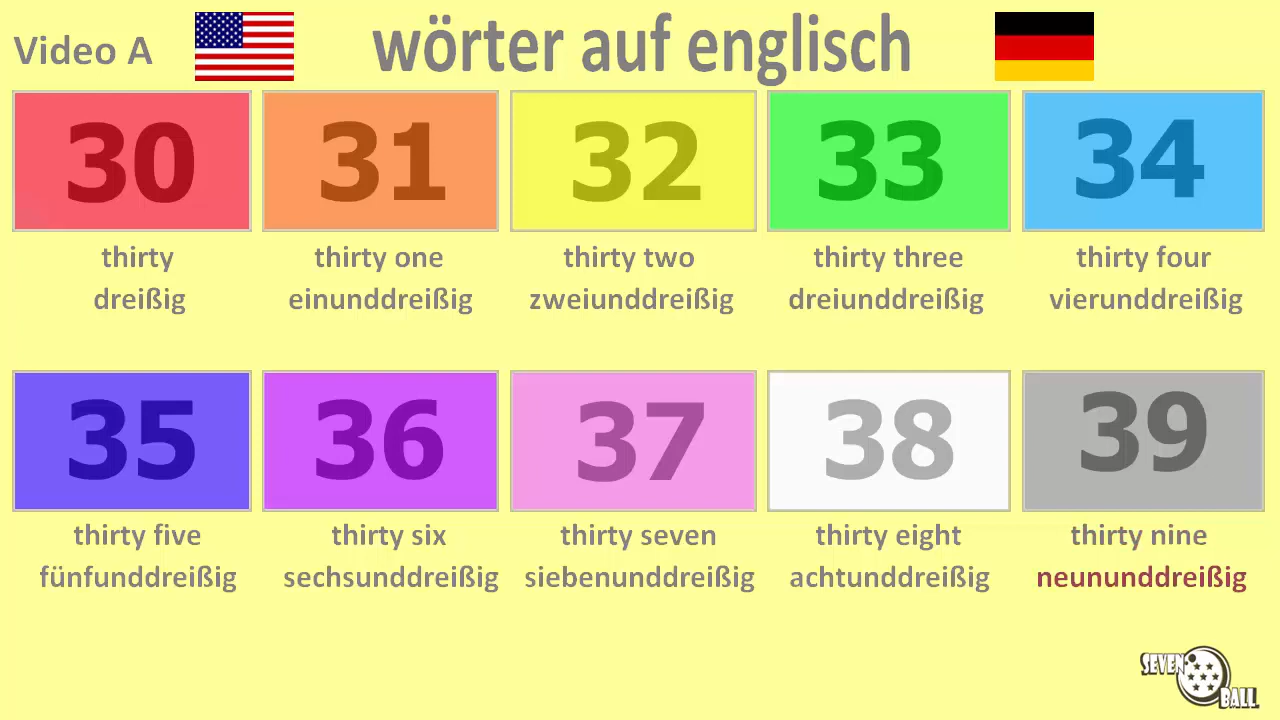 Video A
wörter auf englisch
30 31 32 33 34
thirty thirty one thirty two thirty three thirty four
dreißig einunddreißig zweiunddreißig dreiunddreißig vierunddreißig
35 36 37 38 39
thirty five thirty six thirty seven thirty eight thirty nine
fünfunddreißig sechsunddreißig siebenunddreißig achtunddreißig neununddreißig
SEVEN
BALL